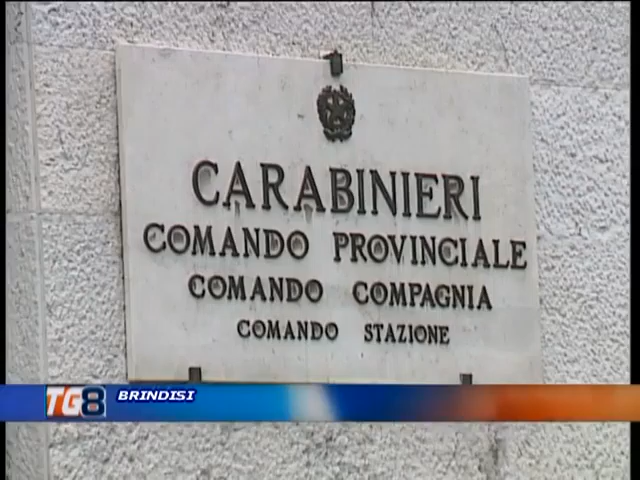 CARABINIERI
COMANDO PROVINCIALE
COMANDO COMPAGNIA
COMANDO STAZIONE
TG8 BRINDISI